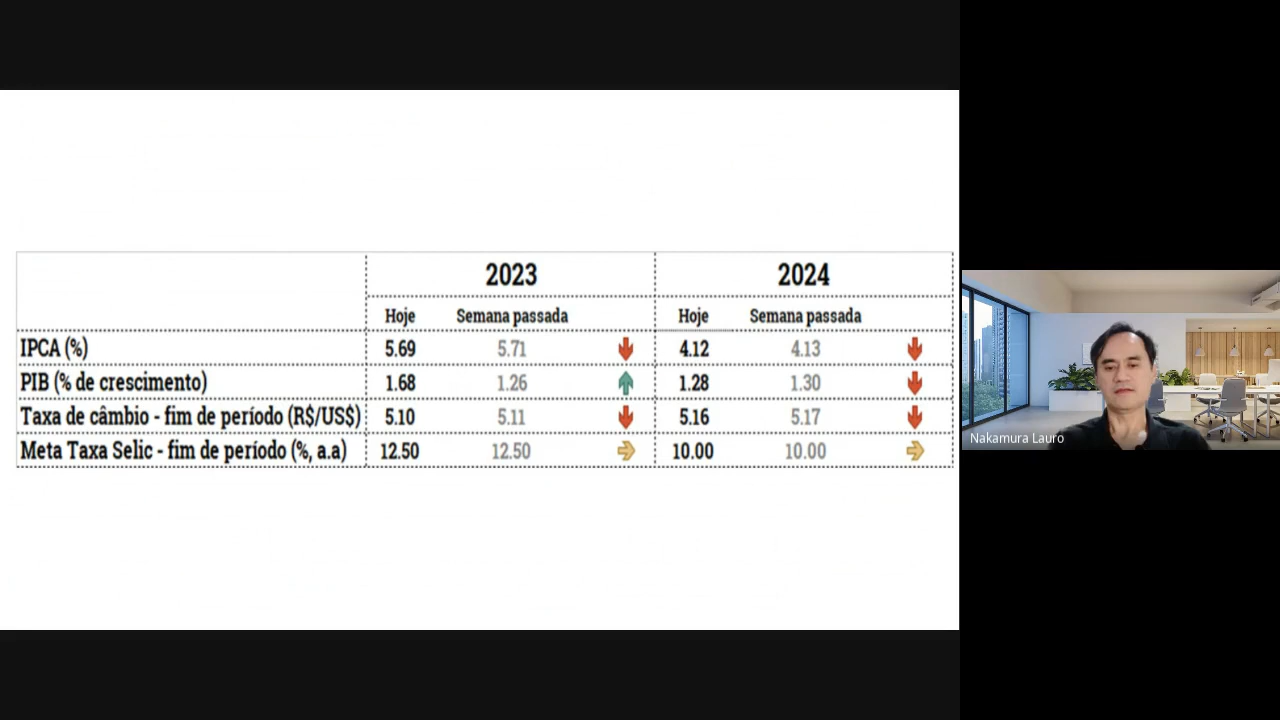 2023 2024
Hoje Semana passada Hoje Semana passada
IPCA (%) 5.69 5.71 4.12 4.13
PIB (% de crescimento) 1.68 1.26 1.28 1.30
Taxa de câmbio - fim de período (R$/US$) 5.10 5.11 5.16 5.17
Meta Taxa Selic - fim de período (%, a.a) 12.50 12.50 10.00 10.00
Nakamura Lauro